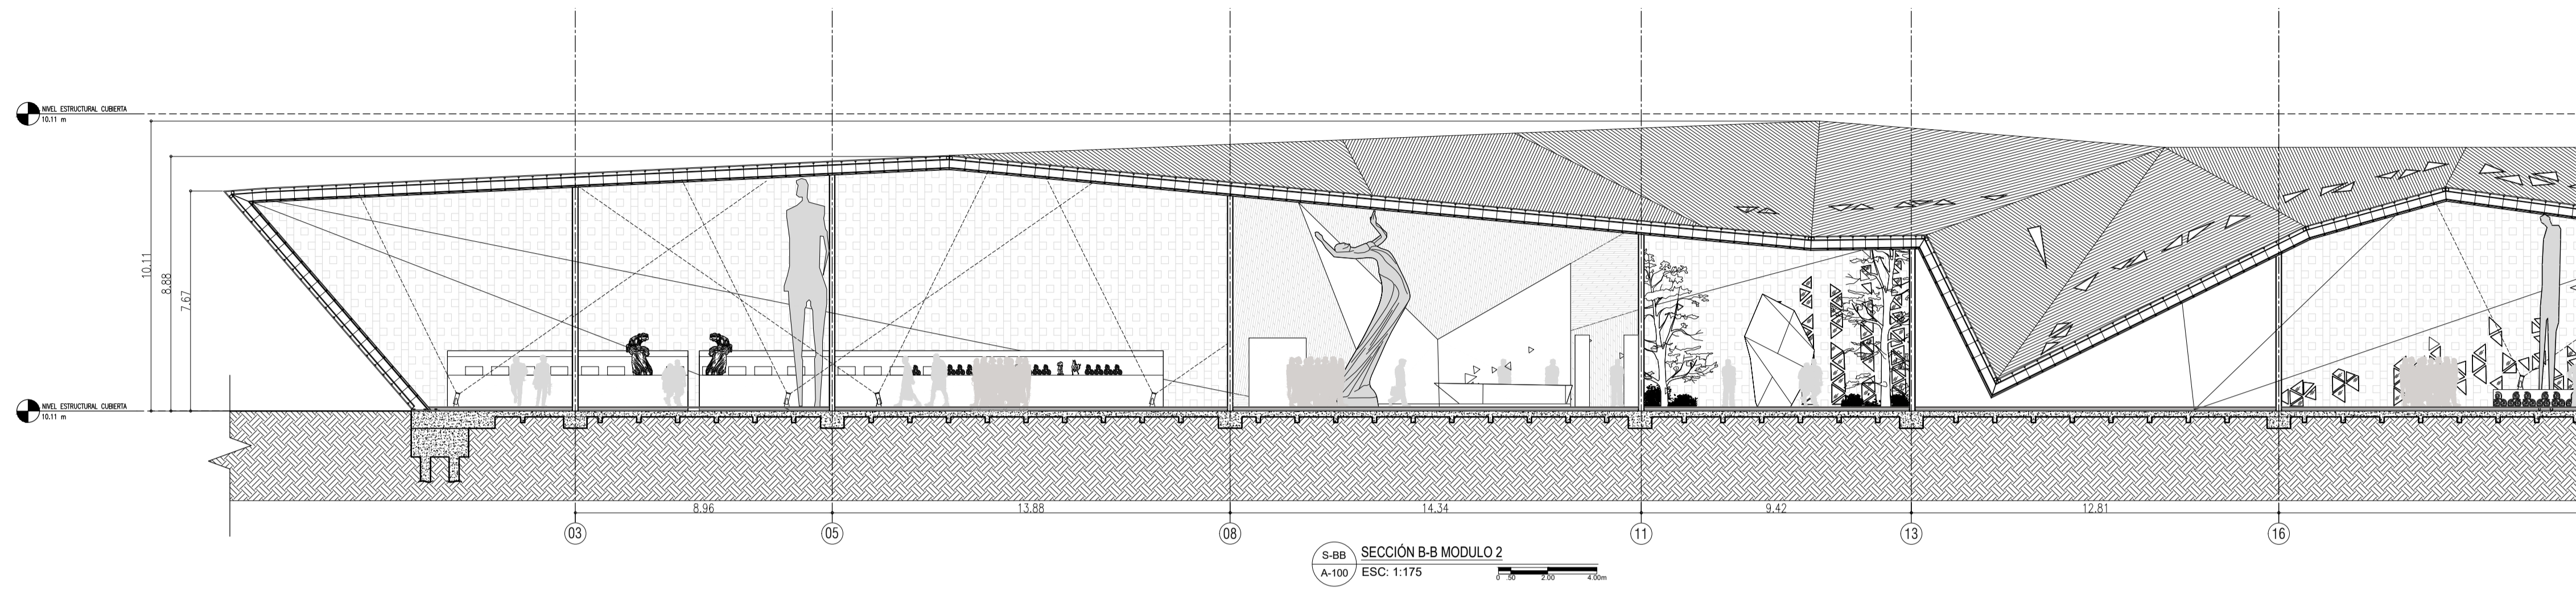 NIVEL ESTRUCTURAL CUBIERTA
10.11 m
10.11
8.88
7.67
NIVEL ESTRUCTURAL CUBIERTA
10.11 m
8.96
13.88
14.34
9.42
12.81
03
05
08
11
13
16
S-BB
SECCIÓN B-B MODULO 2
A-100
ESC: 1:175
0 .50 2.00 4.00m